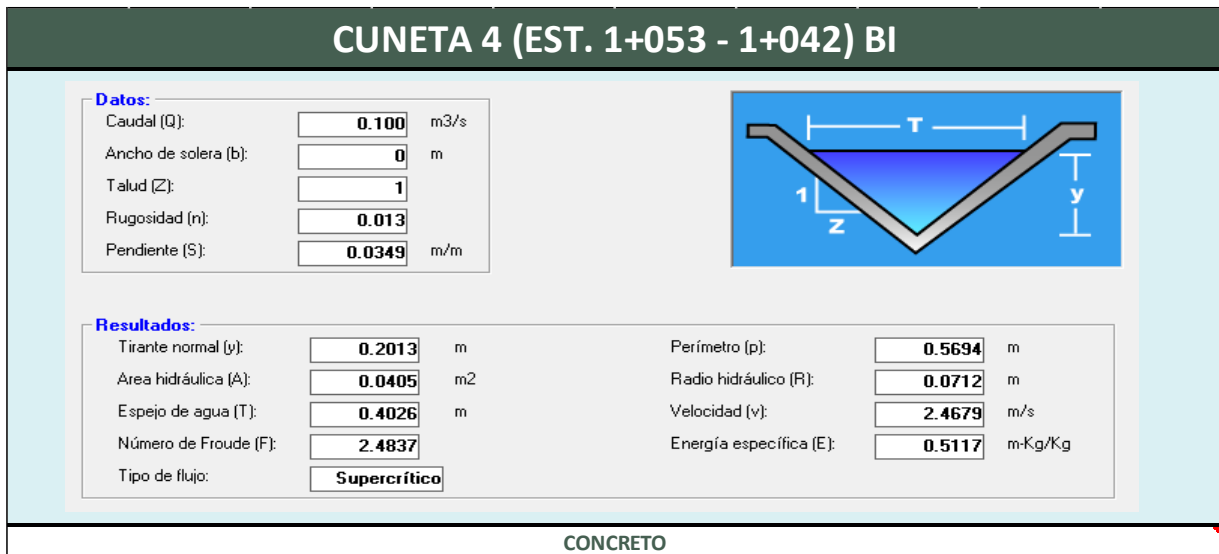 CUNETA 4 (EST. 1+053 - 1+042) BI
Datos:
Caudal (Q): 0.100 m3/s
Ancho de solera (b): 0 m
Talud (Z): 1
Rugosidad (n): 0.013
Pendiente (S): 0.0349 m/m
T
1
Z
y
Resultados:
Tirante normal (y): 0.2013 m Perímetro (p): 0.5694 m
Area hidráulica (A): 0.0405 m2 Radio hidráulico (R): 0.0712 m
Espejo de agua (T): 0.4026 m Velocidad (v): 2.4679 m/s
Número de Froude (F): 2.4837 Energía específica (E): 0.5117 m-Kg/Kg
Tipo de flujo: Supercrítico
CONCRETO